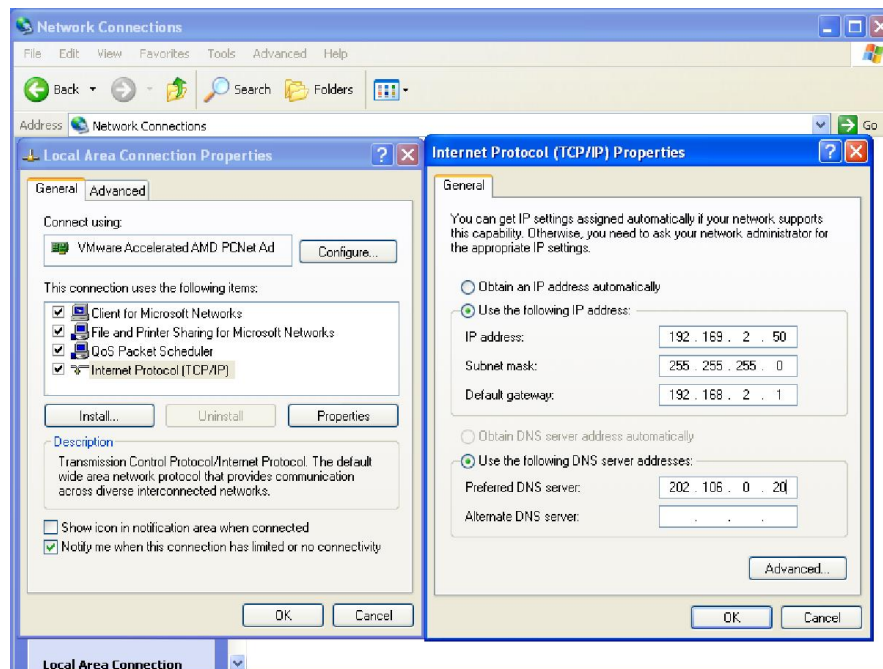 Network Connections
File Edit View Favorites Tools Advanced Help
Back Search Folders
Address Network Connections Go
Local Area Connection Properties
General Advanced
Connect using:
VMware Accelerated AMD PCNet Ad
Configure...
This connection uses the following items:
Client for Microsoft Networks
File and Printer Sharing for Microsoft Networks
QoS Packet Scheduler
Internet Protocol (TCP/IP)
Install... Uninstall Properties
Description
Transmission Control Protocol/Internet Protocol. The default
wide area network protocol that provides communication
across diverse interconnected networks.
Show icon in notification area when connected
Notify me when this connection has limited or no connectivity
OK Cancel
Internet Protocol (TCP/IP) Properties
General
You can get IP settings assigned automatically if your network supports
this capability. Otherwise, you need to ask your network administrator for
the appropriate IP settings.
Obtain an IP address automatically
Use the following IP address:
IP address: 192 . 169 . 2 . 50
Subnet mask: 255 . 255 . 255 . 0
Default gateway: 192 . 168 . 2 . 1
Obtain DNS server address automatically
Use the following DNS server addresses:
Preferred DNS server: 202 . 106 . 0 . 20
Alternate DNS server: . . .
Advanced...
OK Cancel
Local Area Connection